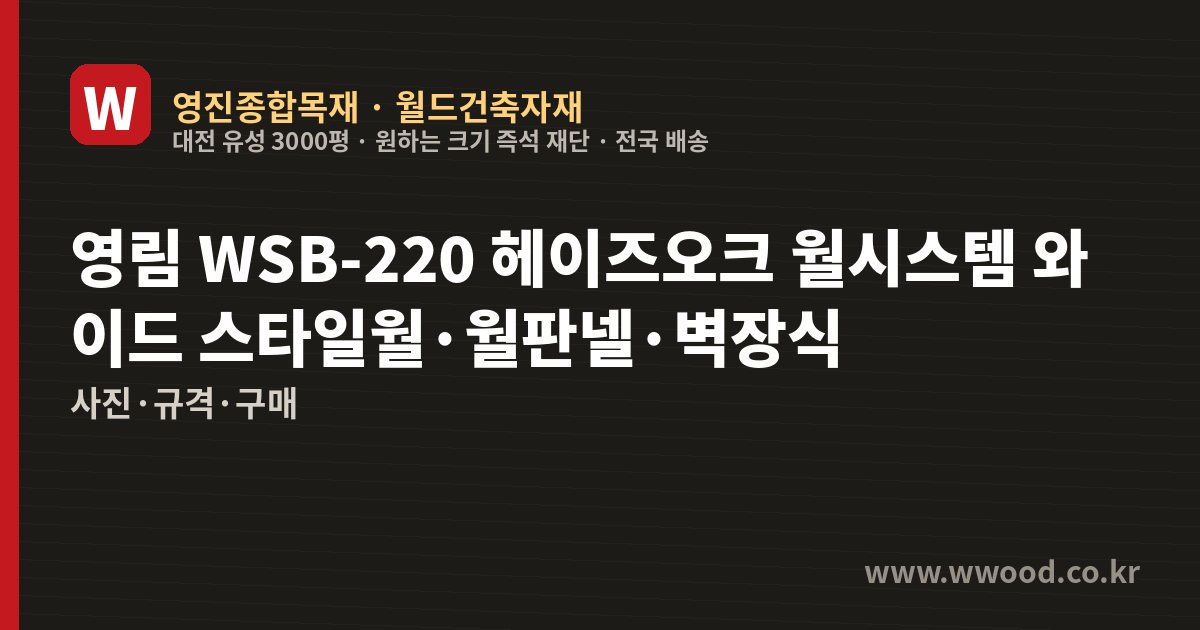 W
영진종합목재 · 월드건축자재
대전 유성 3000평 · 원하는 크기 즉석 재단 · 전국 배송
영림 WSB-220 헤이즈오크 월시스템 와
이드 스타일월·월판넬·벽장식
사진·규격·구매
www.wwood.co.kr